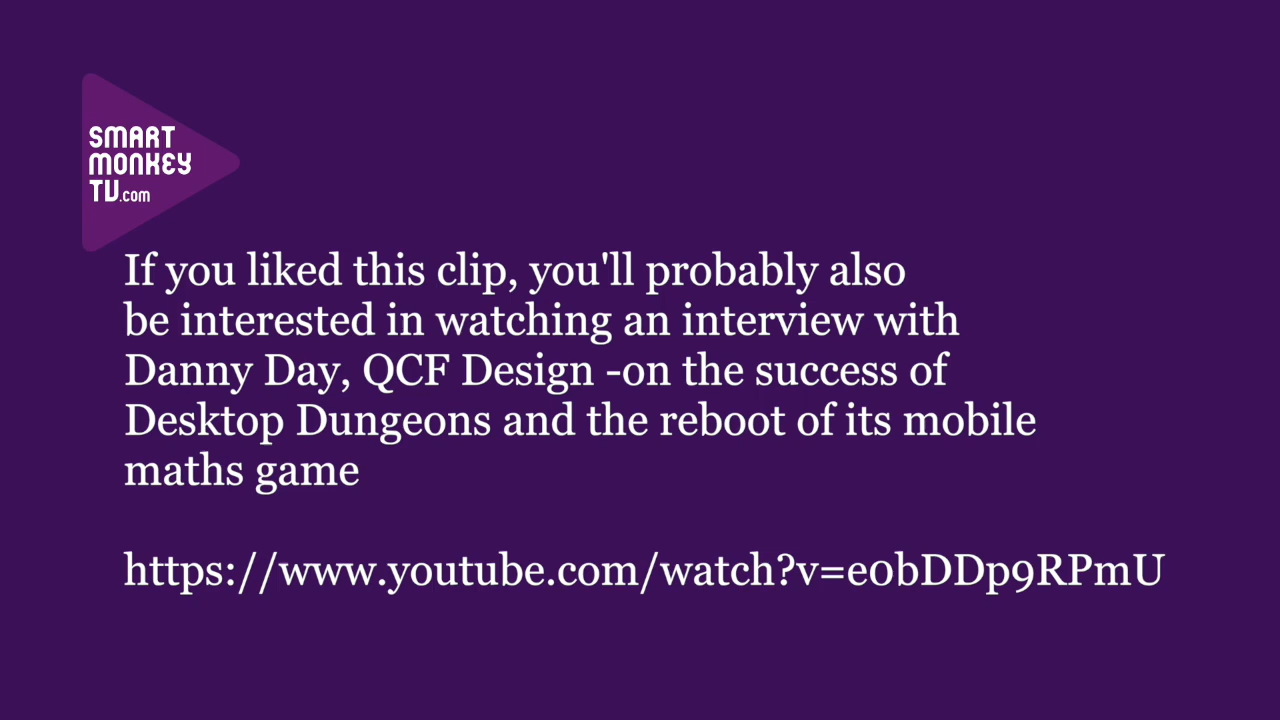 SMART
MONKEY
TV.com
If you liked this clip, you'll probably also
be interested in watching an interview with
Danny Day, QCF Design -on the success of
Desktop Dungeons and the reboot of its mobile
maths game
https://www.youtube.com/watch?v=e0bDDp9RPmU